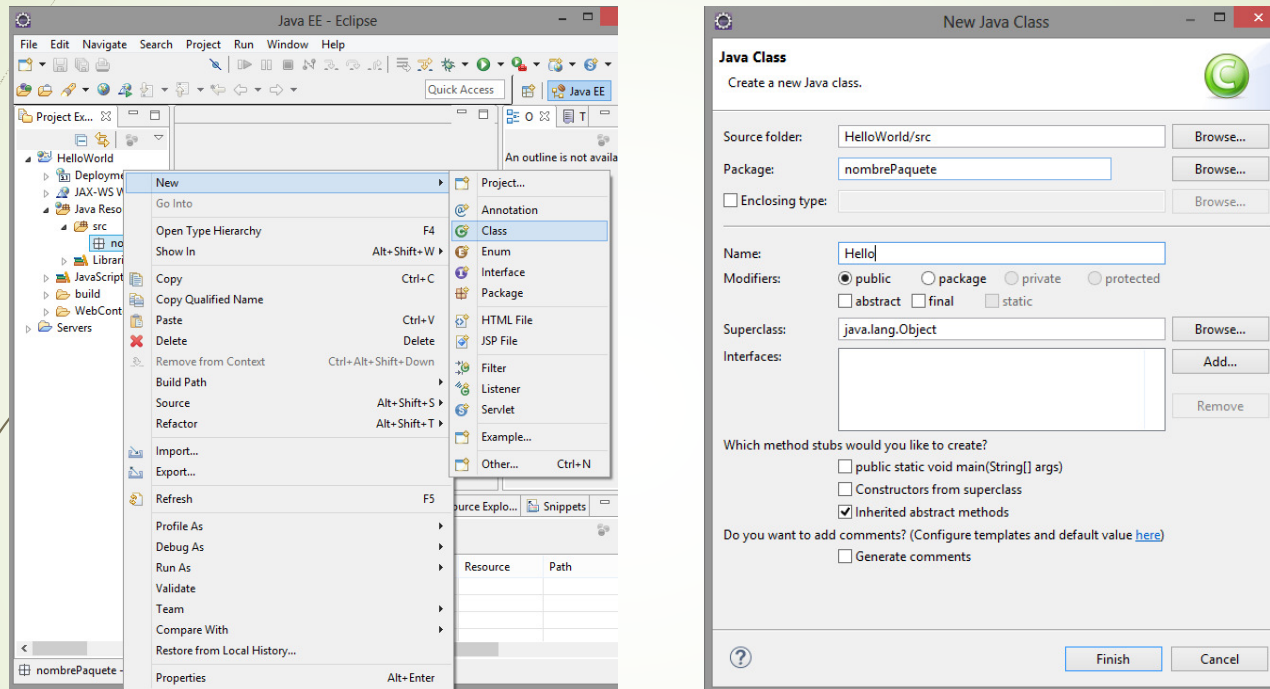 Java EE - Eclipse
File Edit Navigate Search Project Run Window Help
Quick Access
Java EE
Project Ex...
O
T
An outline is not availa
HelloWorld
Deployme
JAX-WS W
Java Reso
src
no
Librari
JavaScript
build
WebCont
Servers
New
Go Into
Open Type Hierarchy F4
Show In Alt+Shift+W
Copy Ctrl+C
Copy Qualified Name
Paste Ctrl+V
Delete Delete
Remove from Context Ctrl+Alt+Shift+Down
Build Path
Source Alt+Shift+S
Refactor Alt+Shift+T
Import...
Export...
Refresh F5
Profile As
Debug As
Run As
Validate
Team
Compare With
Restore from Local History...
Properties Alt+Enter
Project...
Annotation
Class
Enum
Interface
Package
HTML File
JSP File
Filter
Listener
Servlet
Example...
Other... Ctrl+N
ource Explo...
Snippets
Resource Path
nombrePaquete -
New Java Class
Java Class
Create a new Java class.
Source folder: HelloWorld/src Browse...
Package: nombrePaquete Browse...
Enclosing type: Browse...
Name: Hello
Modifiers: public package private protected
abstract final static
Superclass: java.lang.Object Browse...
Interfaces: Add...
Remove
Which method stubs would you like to create?
public static void main(String[] args)
Constructors from superclass
Inherited abstract methods
Do you want to add comments? (Configure templates and default value here)
Generate comments
Finish Cancel